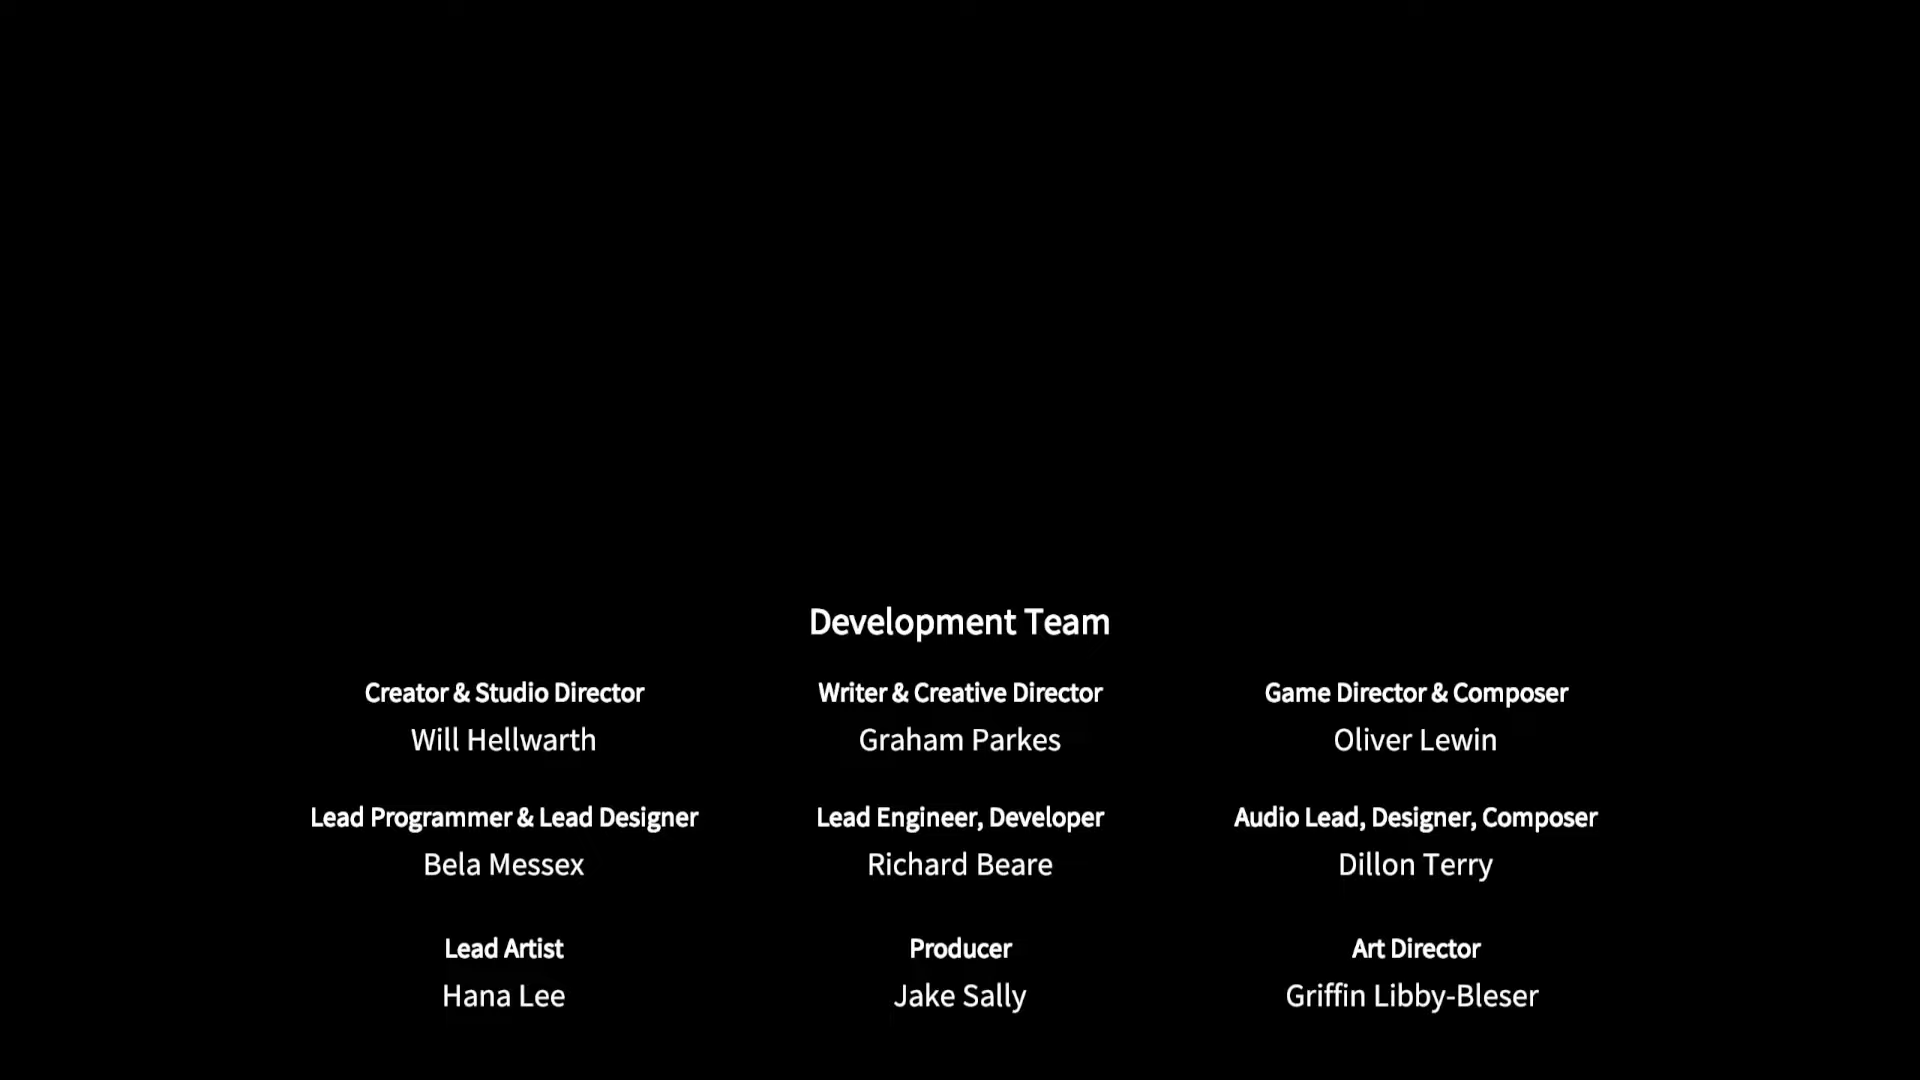 Development Team
Creator & Studio Director
Will Hellwarth
Writer & Creative Director
Graham Parkes
Game Director & Composer
Oliver Lewin
Lead Programmer & Lead Designer
Bela Messex
Lead Engineer, Developer
Richard Beare
Audio Lead, Designer, Composer
Dillon Terry
Lead Artist
Hana Lee
Producer
Jake Sally
Art Director
Griffin Libby-Bleser